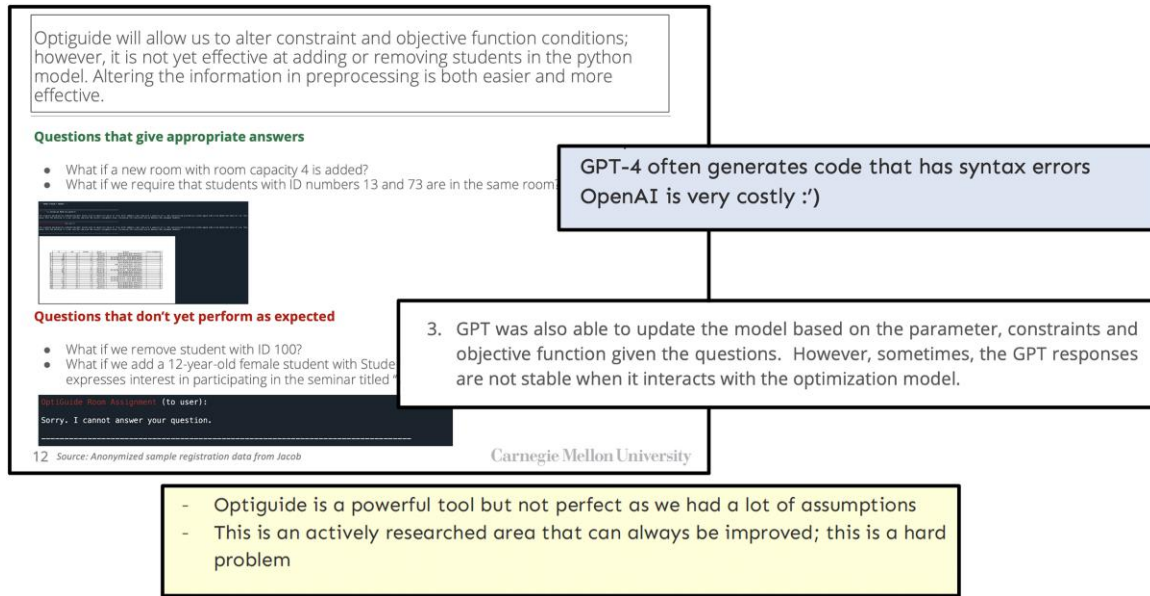 Optiguide will allow us to alter constraint and objective function conditions;
however, it is not yet effective at adding or removing students in the python
model. Altering the information in preprocessing is both easier and more
effective.
Questions that give appropriate answers
● What if a new room with room capacity 4 is added?
● What if we require that students with ID numbers 13 and 73 are in the same room?
GPT-4 often generates code that has syntax errors
OpenAI is very costly :’)
Questions that don’t yet perform as expected
● What if we remove student with ID 100?
● What if we add a 12-year-old female student with
expresses interest in participating in the seminar titled
3. GPT was also able to update the model based on the parameter, constraints and
objective function given the questions. However, sometimes, the GPT responses
are not stable when it interacts with the optimization model.
OptiGuide Room Assignment (to user):
Sorry. I cannot answer your question.
12 Source: Anonymized sample registration data from Jacob
Carnegie Mellon University
- Optiguide is a powerful tool but not perfect as we had a lot of assumptions
- This is an actively researched area that can always be improved; this is a hard
problem